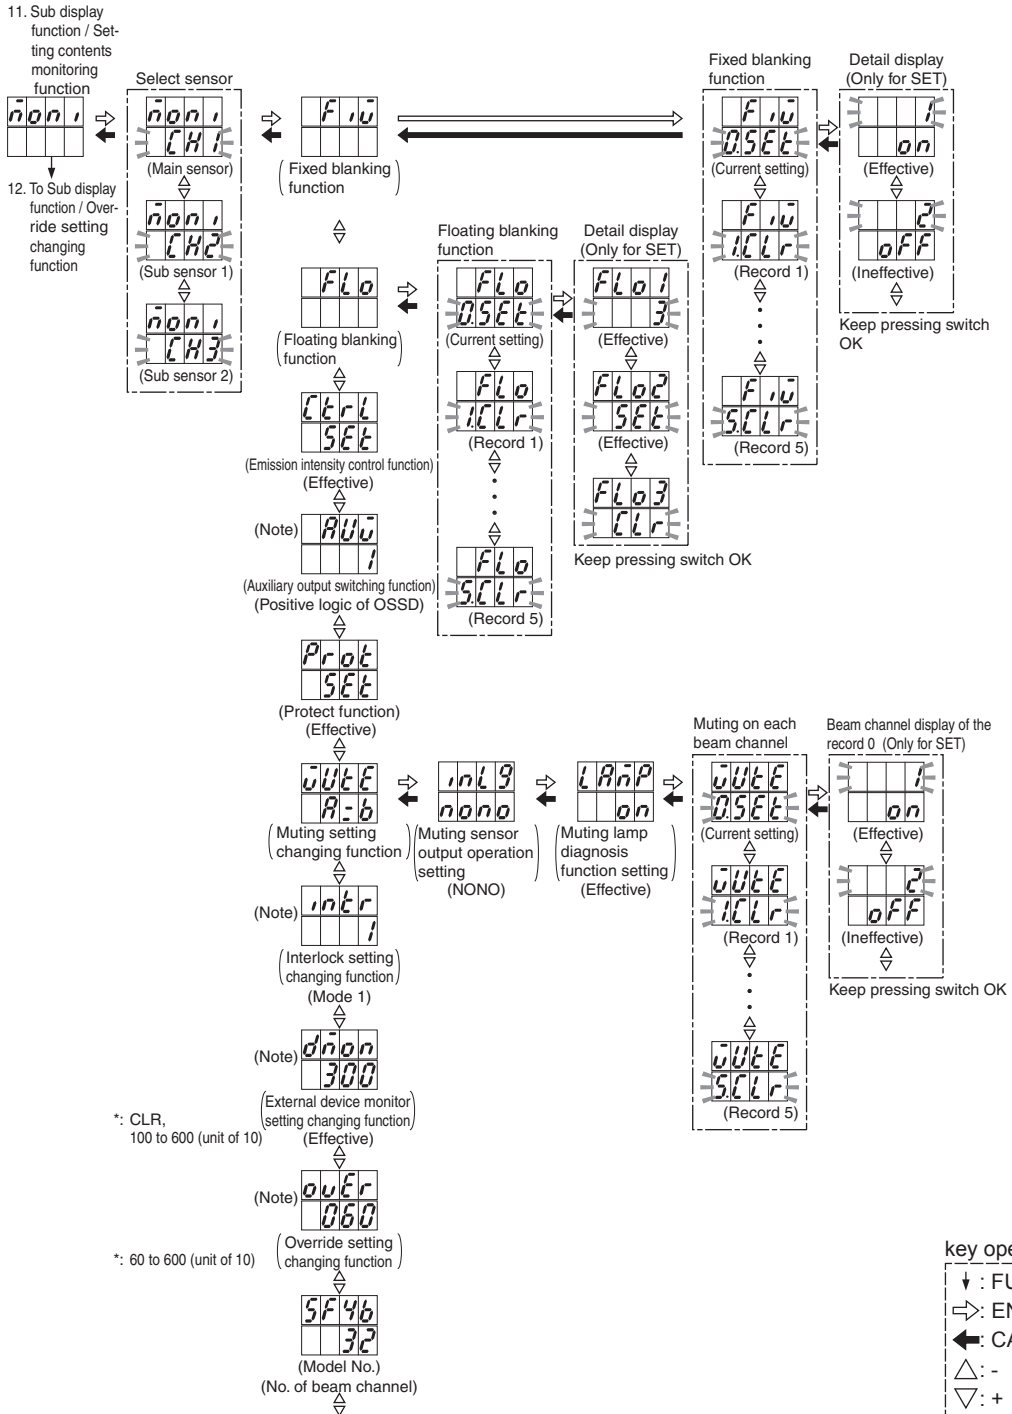 11. Sub display
function / Set-
ting contents
monitoring
function
moni
12. To Sub display
function / Over-
ride setting
changing
function
Select sensor
moni
CH1
(Main sensor)
moni
CH2
(Sub sensor 1)
moni
CH3
(Sub sensor 2)
(Fixed blanking
function)
FLo
(Floating blanking
function)
CtrL
SEt
(Emission intensity control function)
(Effective)
(Note)
1
(Auxiliary output switching function)
(Positive logic of OSSD)
Prot
SEt
(Protect function)
(Effective)
A=b
(Muting setting
changing function)
nono
(Muting sensor
output operation
setting)
(NONO)
on
(Muting lamp
diagnosis
function setting)
(Effective)
(Note)
intr
1
(Interlock setting
changing function)
(Mode 1)
(Note)
dmon
300
*: CLR,
100 to 600 (unit of 10)
(External device monitor
setting changing function)
(Effective)
(Note)
ovEr
060
*: 60 to 600 (unit of 10)
(Override setting
changing function)
SF4b
32
(Model No.)
(No. of beam channel)
Floating blanking
function
FLo
0.SEt
(Current setting)
FLo
1.CLr
(Record 1)
FLo
5.CLr
(Record 5)
Detail display
(Only for SET)
FLo1
3
(Effective)
FLo2
SEt
(Effective)
FLo3
CLr
Keep pressing switch OK
Fixed blanking
function
0.SEt
(Current setting)
1.CLr
(Record 1)
5.CLr
(Record 5)
Detail display
(Only for SET)
1
on
(Effective)
2
oFF
(Ineffective)
Keep pressing switch
OK
Muting on each
beam channel
0.SEt
(Current setting)
1.CLr
(Record 1)
5.CLr
(Record 5)
Beam channel display of the
record 0 (Only for SET)
1
on
(Effective)
2
oFF
(Ineffective)
Keep pressing switch OK
key ope
: FU
: EN
: CA
: -
: +